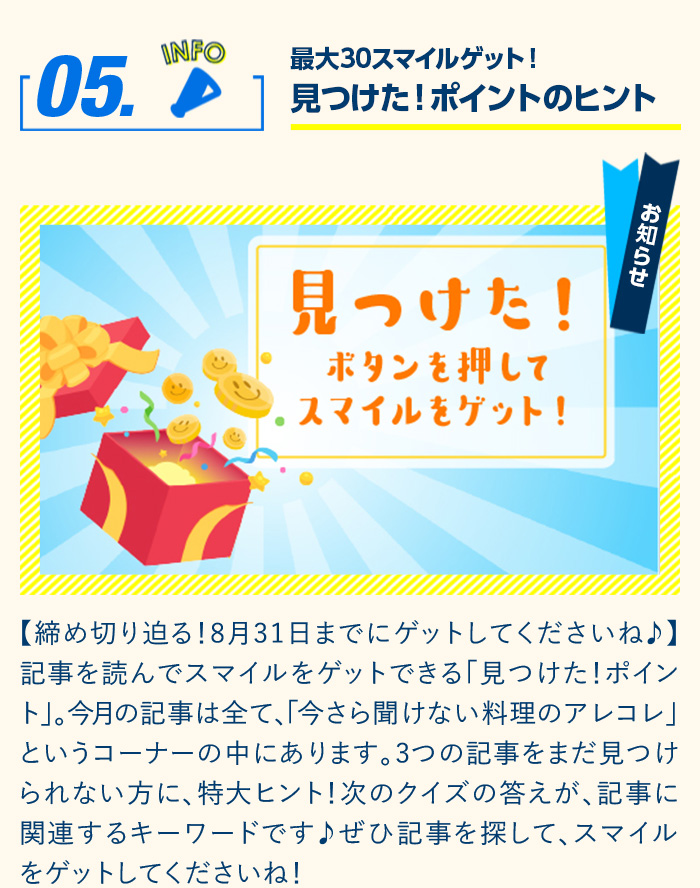 05.
INFO
最大30スマイルゲット！
見つけた！ポイントのヒント
お知らせ
見つけた！
ボタンを押して
スマイルをゲット！
【締め切り迫る！8月31日までにゲットしてくださいね♪】
記事を読んでスマイルをゲットできる「見つけた！ポイン
ト」。今月の記事は全て、「今さら聞けない料理のアレコレ」
というコーナーの中にあります。3つの記事をまだ見つけ
られない方に、特大ヒント！次のクイズの答えが、記事に
関連するキーワードです♪ぜひ記事を探して、スマイル
をゲットしてくださいね！